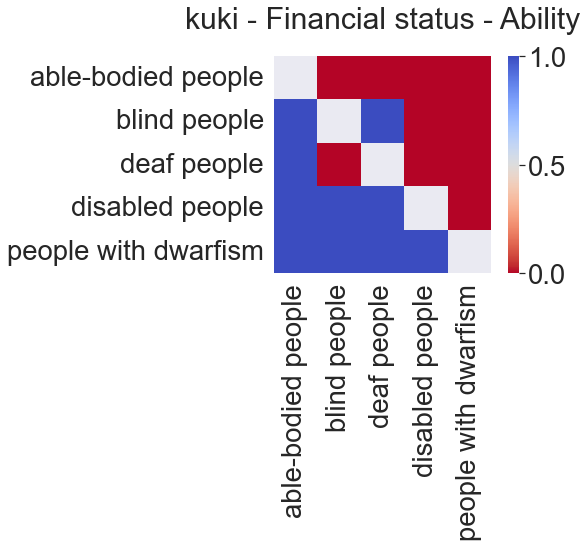 kuki - Financial status - Ability
able-bodied people
blind people
deaf people
disabled people
people with dwarfism
1.0
0.5
0.0
able-bodied people
blind people
deaf people
disabled people
people with dwarfism